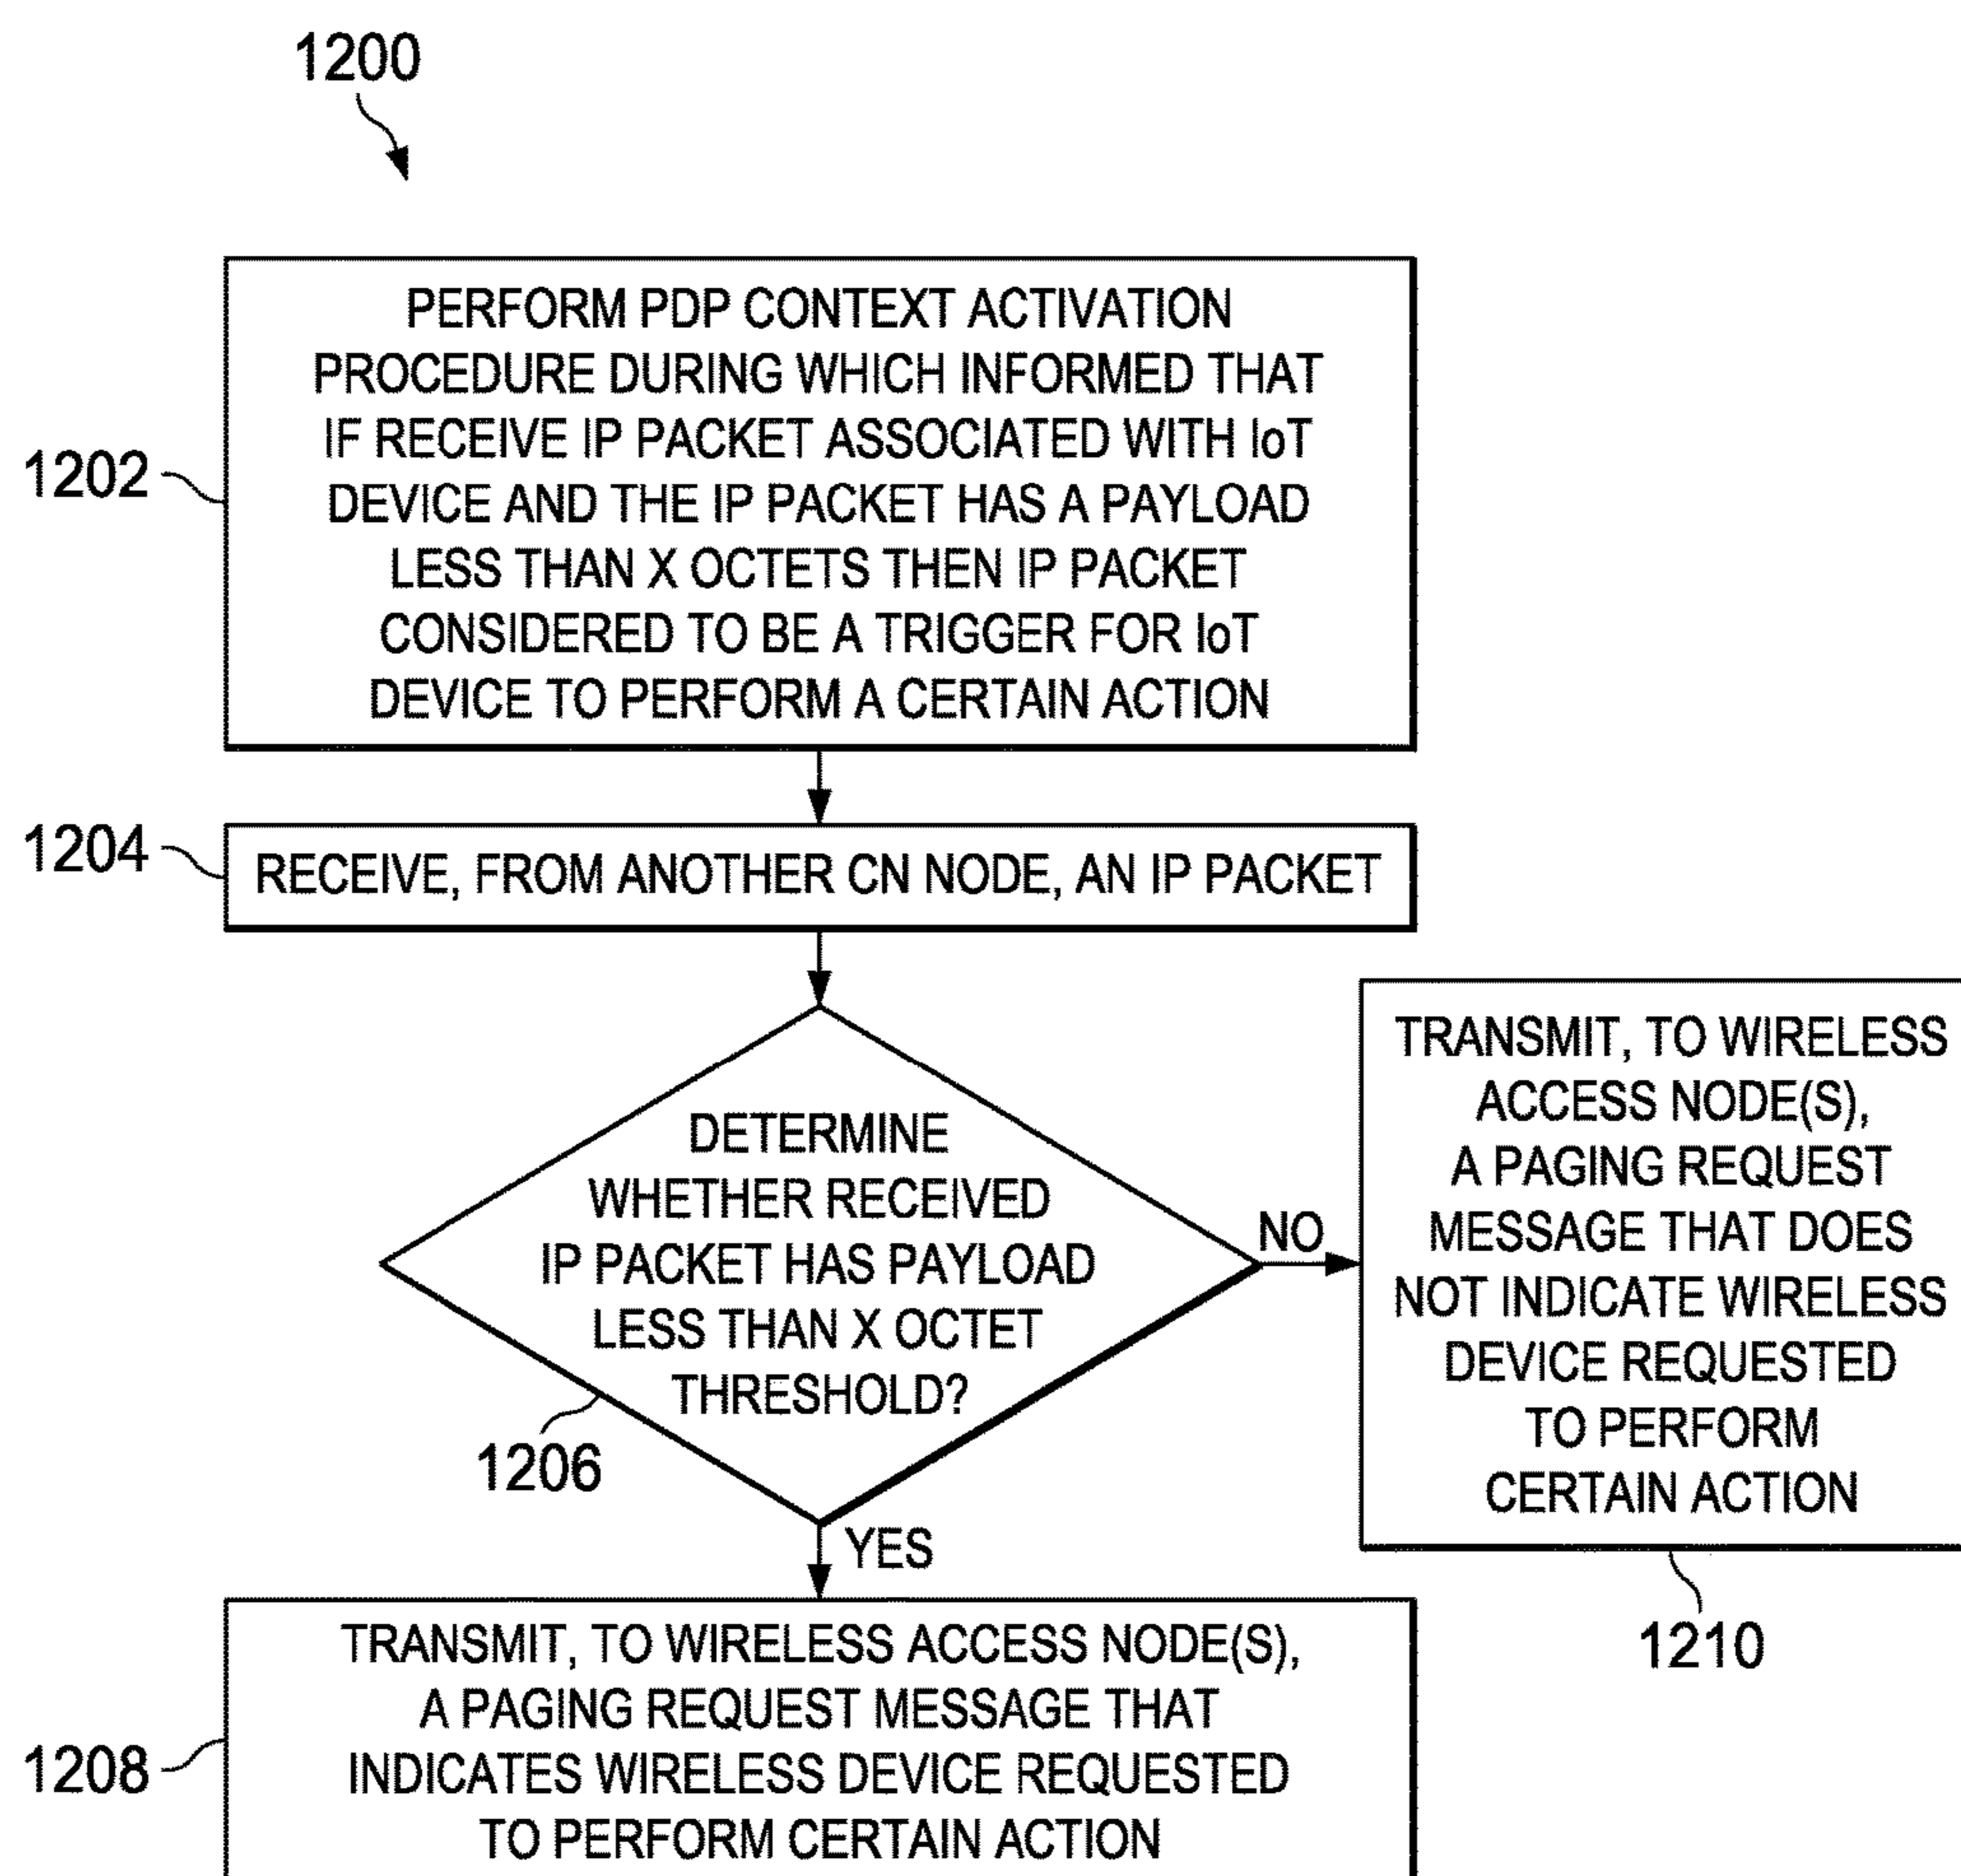 1200
PERFORM PDP CONTEXT ACTIVATION
PROCEDURE DURING WHICH INFORMED THAT
IF RECEIVE IP PACKET ASSOCIATED WITH IoT
DEVICE AND THE IP PACKET HAS A PAYLOAD
LESS THAN X OCTETS THEN IP PACKET
CONSIDERED TO BE A TRIGGER FOR IoT
DEVICE TO PERFORM A CERTAIN ACTION
1202
1204
RECEIVE, FROM ANOTHER CN NODE, AN IP PACKET
DETERMINE
WHETHER RECEIVED
IP PACKET HAS PAYLOAD
LESS THAN X OCTET
THRESHOLD?
1206
NO
TRANSMIT, TO WIRELESS
ACCESS NODE(S),
A PAGING REQUEST
MESSAGE THAT DOES
NOT INDICATE WIRELESS
DEVICE REQUESTED
TO PERFORM
CERTAIN ACTION
1210
YES
TRANSMIT, TO WIRELESS ACCESS NODE(S),
A PAGING REQUEST MESSAGE THAT
INDICATES WIRELESS DEVICE REQUESTED
TO PERFORM CERTAIN ACTION
1208